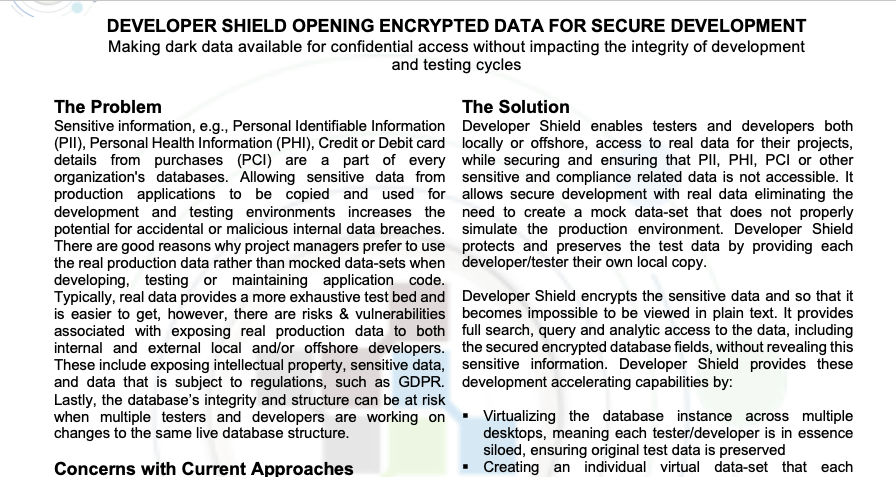 DEVELOPER SHIELD OPENING ENCRYPTED DATA FOR SECURE DEVELOPMENT
Making dark data available for confidential access without impacting the integrity of development
and testing cycles
The Problem
Sensitive information, e.g., Personal Identifiable Information
(PII), Personal Health Information (PHI), Credit or Debit card
details from purchases (PCI) are a part of every
organization's databases. Allowing sensitive data from
production applications to be copied and used for
development and testing environments increases the
potential for accidental or malicious internal data breaches.
There are good reasons why project managers prefer to use
the real production data rather than mocked data-sets when
developing, testing or maintaining application code.
Typically, real data provides a more exhaustive test bed and
is easier to get, however, there are risks & vulnerabilities
associated with exposing real production data to both
internal and external local and/or offshore developers.
These include exposing intellectual property, sensitive data,
and data that is subject to regulations, such as GDPR.
Lastly, the database's integrity and structure can be at risk
when multiple testers and developers are working on
changes to the same live database structure.
Concerns with Current Approaches
The Solution
Developer Shield enables testers and developers both
locally or offshore, access to real data for their projects,
while securing and ensuring that PII, PHI, PCI or other
sensitive and compliance related data is not accessible. It
allows secure development with real data eliminating the
need to create a mock data-set that does not properly
simulate the production environment. Developer Shield
protects and preserves the test data by providing each
developer/tester their own local copy.
Developer Shield encrypts the sensitive data and so that it
becomes impossible to be viewed in plain text. It provides
full search, query and analytic access to the data, including
the secured encrypted database fields, without revealing this
sensitive information. Developer Shield provides these
development accelerating capabilities by:
▪ Virtualizing the database instance across multiple
desktops, meaning each tester/developer is in essence
siloed, ensuring original test data is preserved
▪ Creating an individual virtual data-set that each